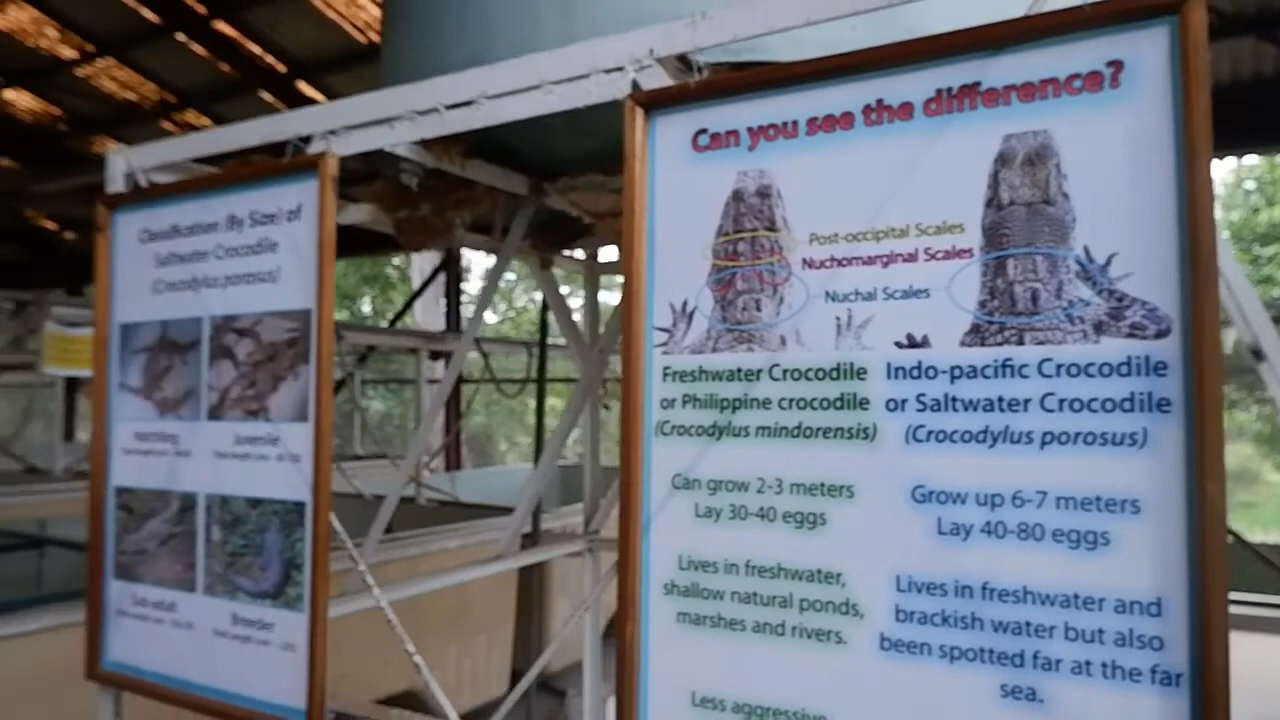 Classification (By Size) of
Saltwater Crocodile
(Crocodylus porosus)
Hatchling
Juvenile
Sub-adult
Breeder
Can you see the difference?
Post-occipital Scales
Nuchomarginal Scales
Nuchal Scales
Freshwater Crocodile
or Philippine crocodile
(Crocodylus mindorensis)
Can grow 2-3 meters
Lay 30-40 eggs
Lives in freshwater,
shallow natural ponds,
marshes and rivers.
Less aggressive
Indo-pacific Crocodile
or Saltwater Crocodile
(Crocodylus porosus)
Grow up 6-7 meters
Lay 40-80 eggs
Lives in freshwater and
brackish water but also
been spotted far at the far
sea.